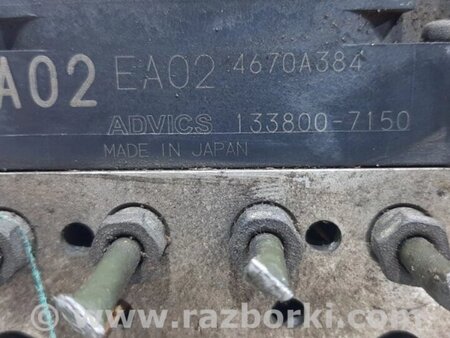 A02 EA02 4670A384
ADVICS 133800-7150
MADE IN JAPAN
www.razborki.com